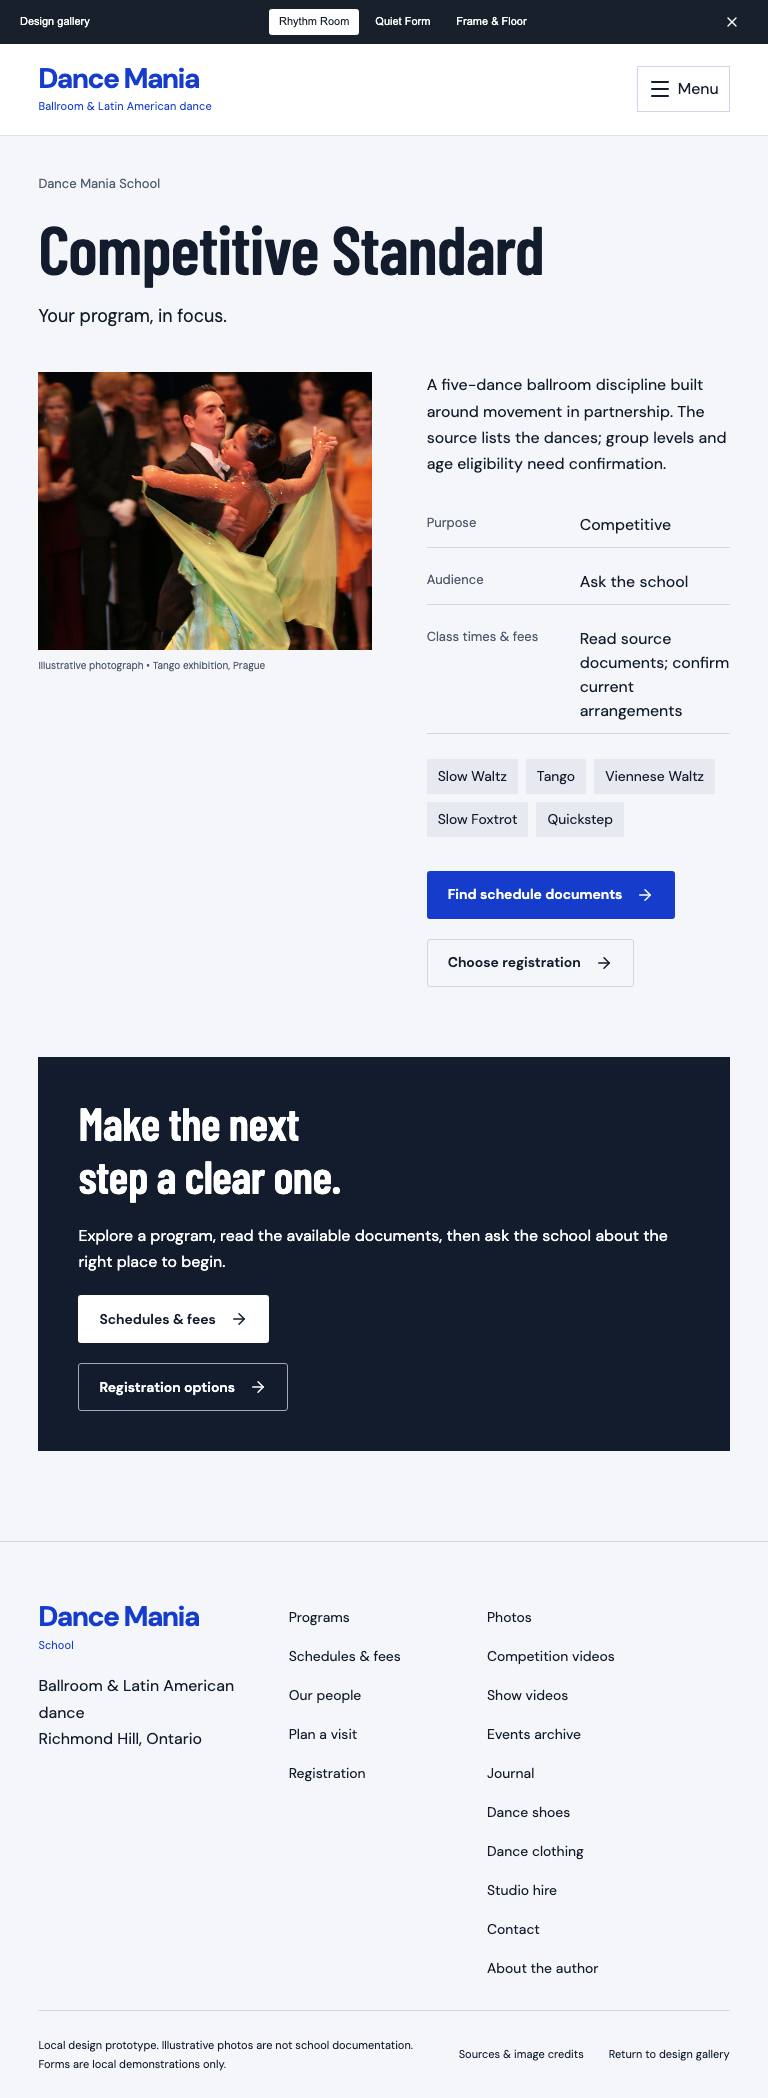 Design gallery
Rhythm Room
Quiet Form
Frame & Floor
Dance Mania
Ballroom & Latin American dance
Menu
Dance Mania School
Competitive Standard
Your program, in focus.
Illustrative photograph • Tango exhibition, Prague
A five-dance ballroom discipline built
around movement in partnership. The
source lists the dances; group levels and
age eligibility need confirmation.
Purpose
Competitive
Audience
Ask the school
Class times & fees
Read source
documents; confirm
current
arrangements
Slow Waltz
Tango
Viennese Waltz
Slow Foxtrot
Quickstep
Find schedule documents
Choose registration
Make the next
step a clear one.
Explore a program, read the available documents, then ask the school about the
right place to begin.
Schedules & fees
Registration options
Dance Mania
School
Ballroom & Latin American
dance
Richmond Hill, Ontario
Programs
Schedules & fees
Our people
Plan a visit
Registration
Photos
Competition videos
Show videos
Events archive
Journal
Dance shoes
Dance clothing
Studio hire
Contact
About the author
Local design prototype. Illustrative photos are not school documentation.
Forms are local demonstrations only.
Sources & image credits
Return to design gallery